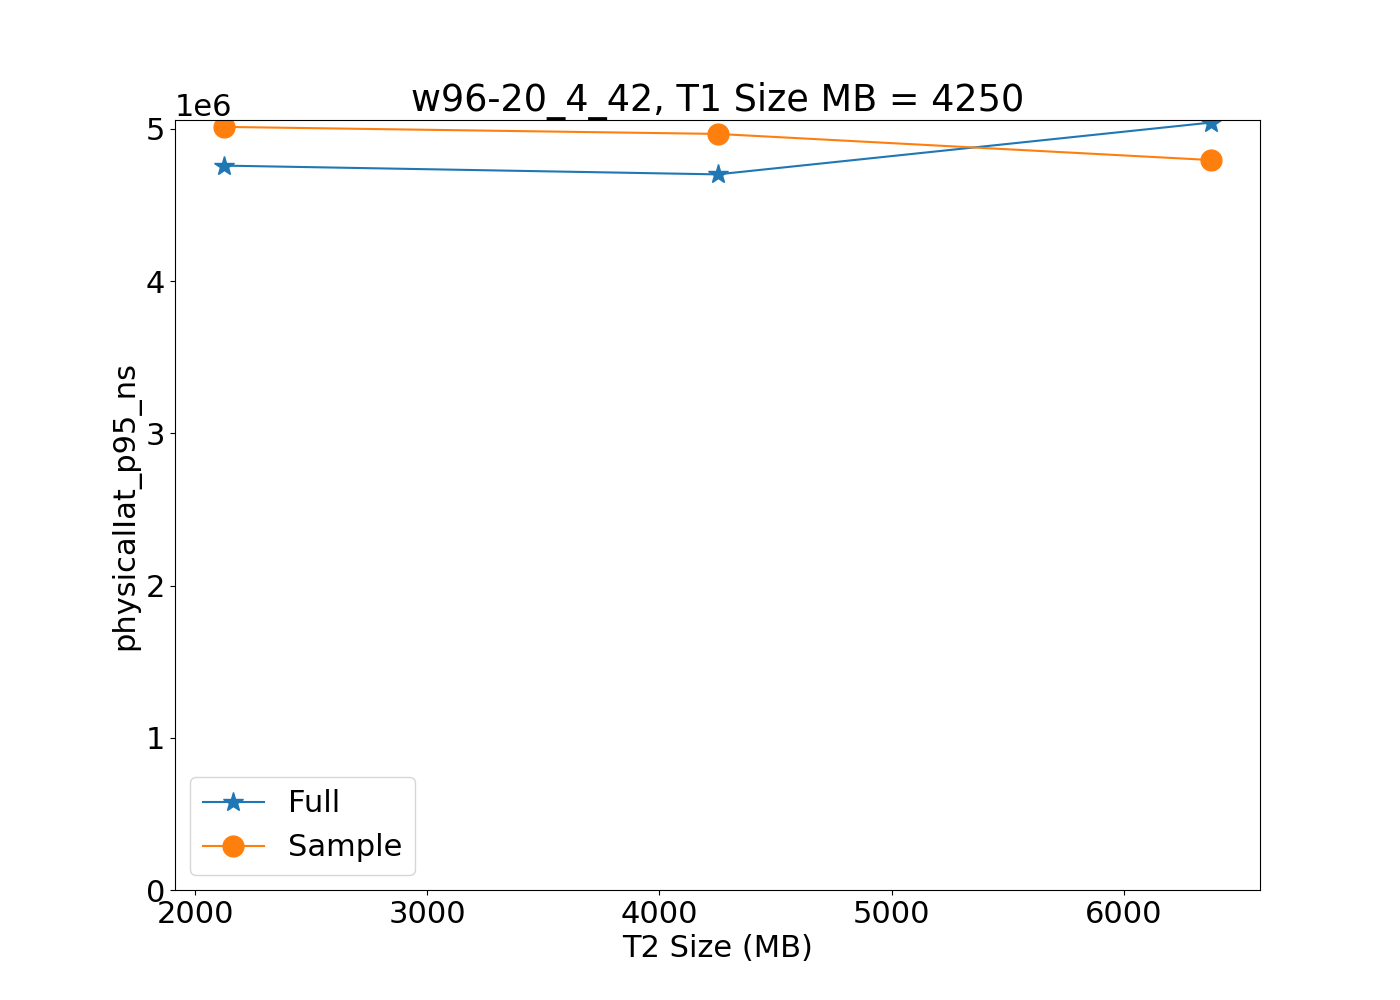 w96-20_4_42, T1 Size MB = 4250
1e6
5
4
3
2
1
0
physicallat_p95_ns
Full
Sample
2000 3000 4000 5000 6000
T2 Size (MB)